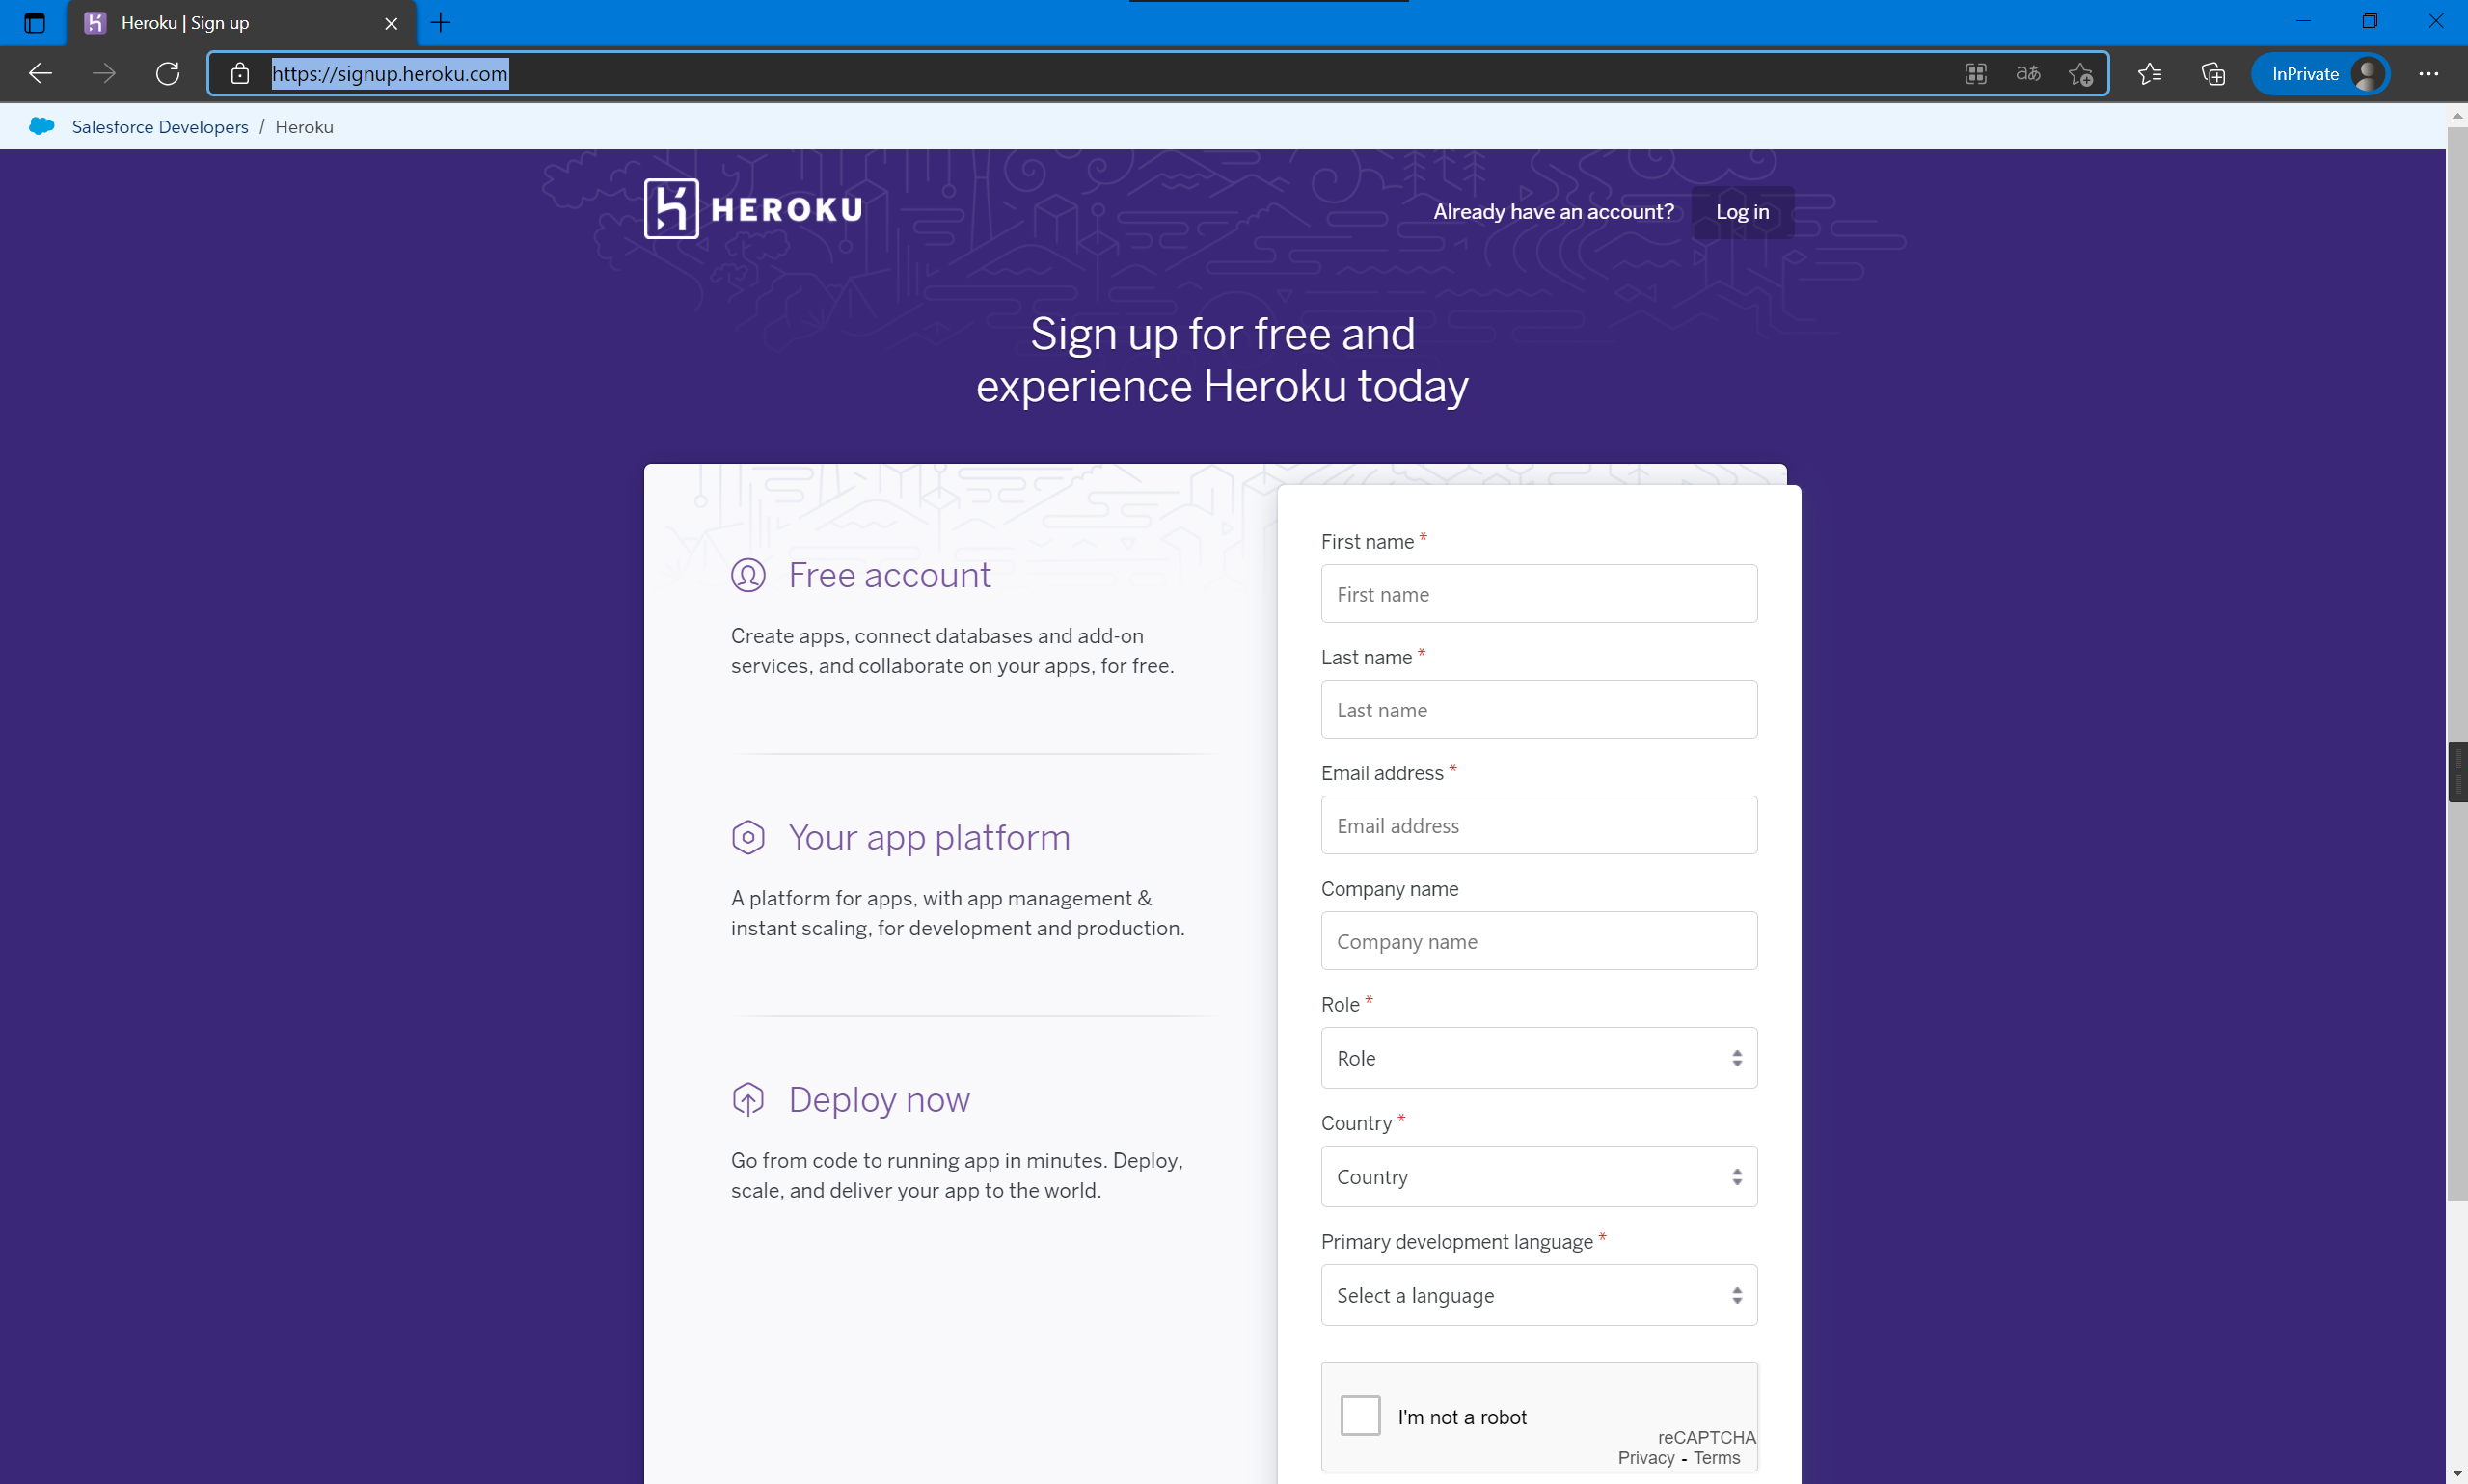 Heroku | Sign up
https://signup.heroku.com
aあ
InPrivate
Salesforce Developers / Heroku
HEROKU
Already have an account?
Log in
Sign up for free and
experience Heroku today
Free account
Create apps, connect databases and add-on
services, and collaborate on your apps, for free.
Your app platform
A platform for apps, with app management &
instant scaling, for development and production.
Deploy now
Go from code to running app in minutes. Deploy,
scale, and deliver your app to the world.
First name *
First name
Last name *
Last name
Email address *
Email address
Company name
Company name
Role *
Role
Country *
Country
Primary development language *
Select a language
I'm not a robot
reCAPTCHA
Privacy - Terms